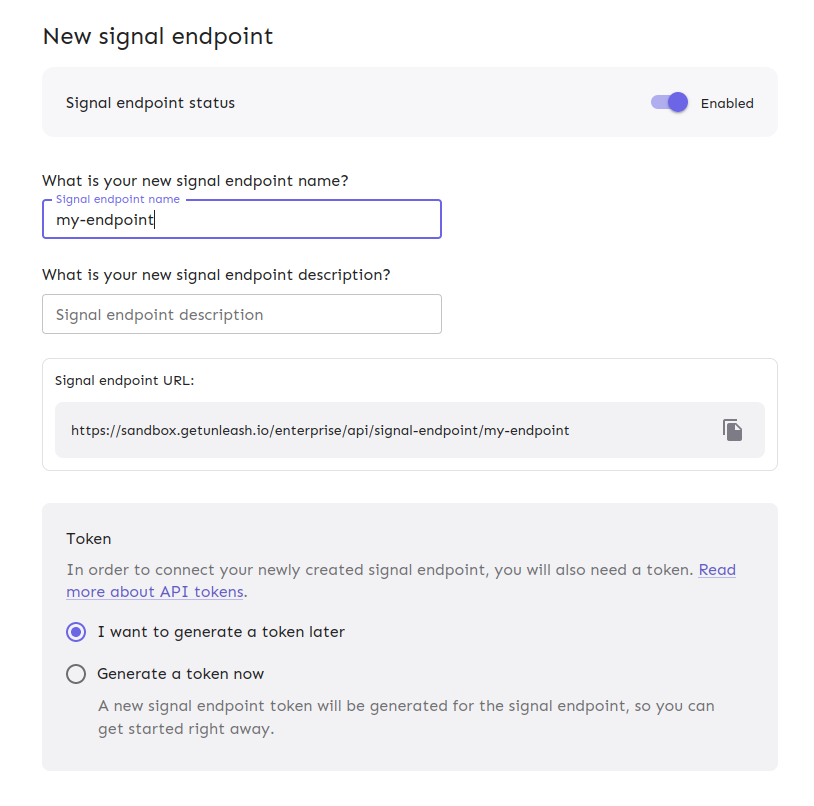 New signal endpoint
Signal endpoint status
Enabled
What is your new signal endpoint name?
Signal endpoint name
my-endpoint
What is your new signal endpoint description?
Signal endpoint description
Signal endpoint URL:
https://sandbox.getunleash.io/enterprise/api/signal-endpoint/my-endpoint
Token
In order to connect your newly created signal endpoint, you will also need a token. Read
more about API tokens.
I want to generate a token later
Generate a token now
A new signal endpoint token will be generated for the signal endpoint, so you can
get started right away.